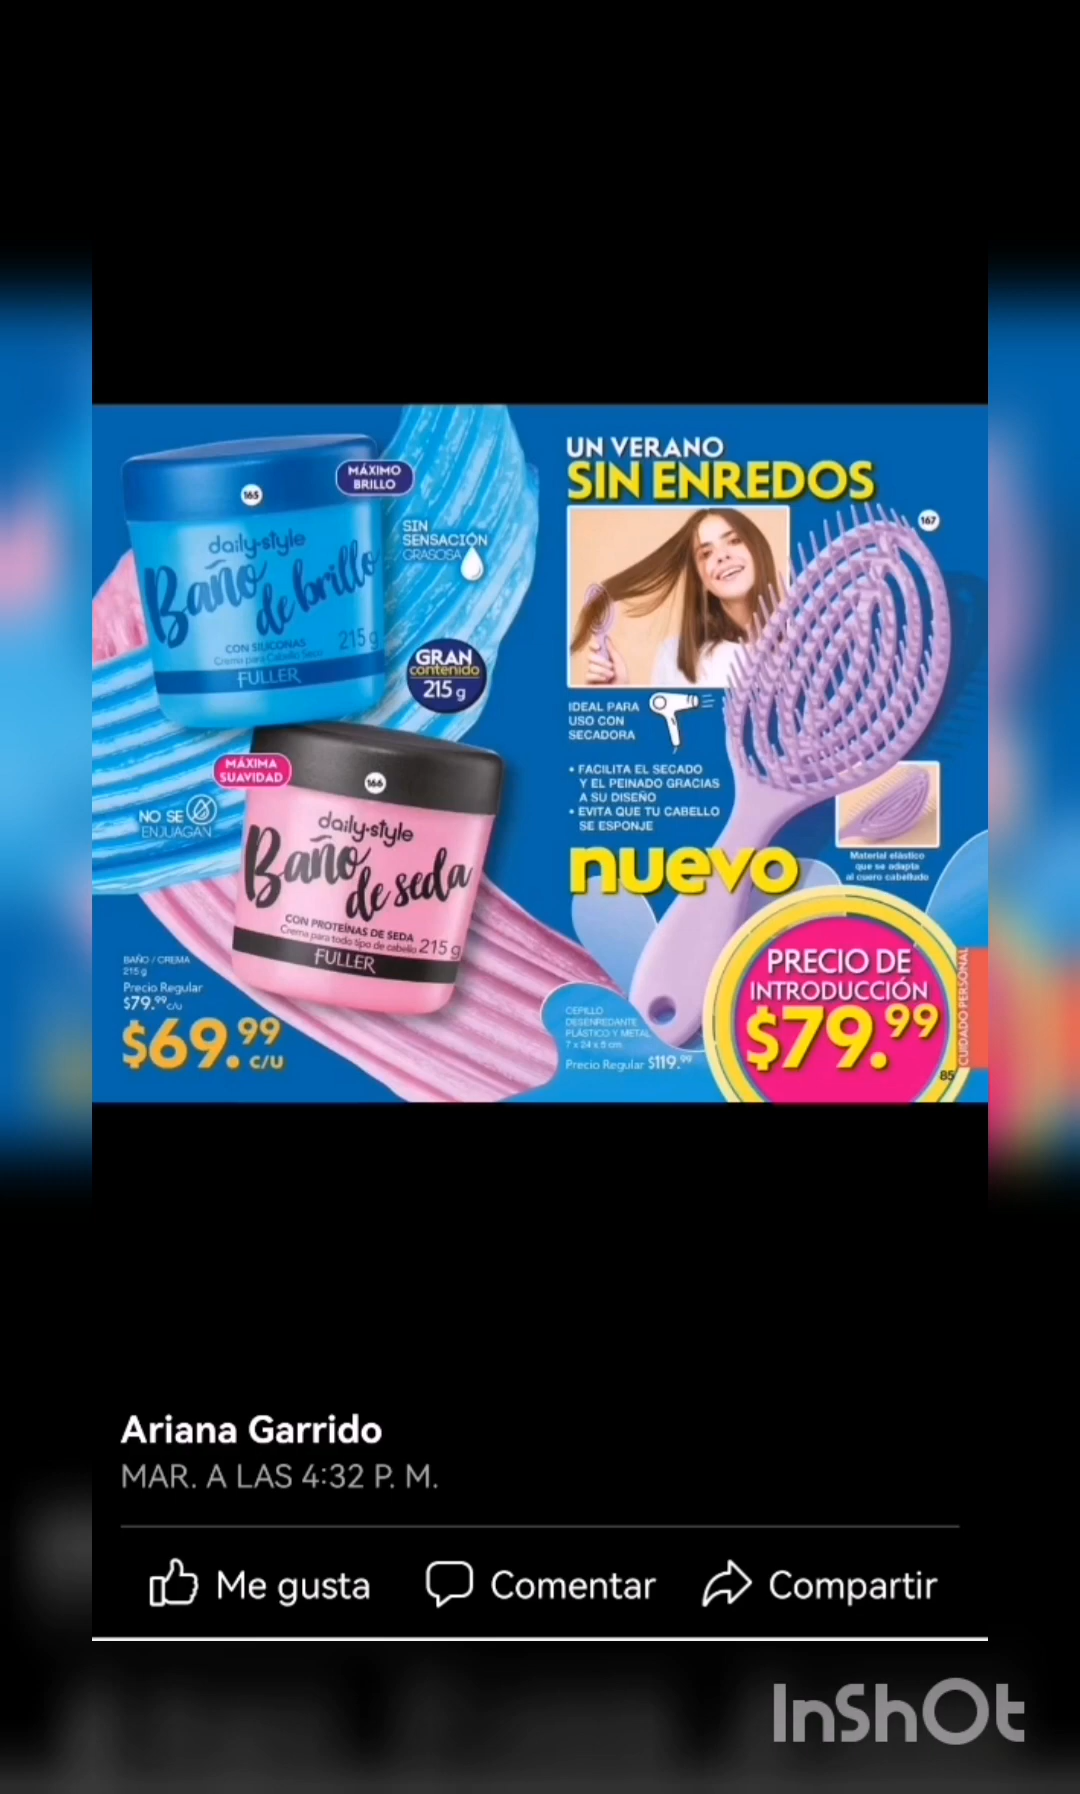 165
MÁXIMO
BRILLO
daily-style
Baño
de brillo
CON SILICONAS
Crema para Cabello Seco
215 g
FULLER
SIN
SENSACIÓN
GRASOSA
GRAN
contenido
215 g
MÁXIMA
SUAVIDAD
166
NO SE
ENJUAGAN
daily-style
Baño
de seda
CON PROTEÍNAS DE SEDA
Crema para todo tipo de cabello
215 g
FULLER
BAÑO / CREMA
215 g
Precio Regular
$79.99 c/u
$69.99
c/u
UN VERANO
SIN ENREDOS
167
IDEAL PARA
USO CON
SECADORA
• FACILITA EL SECADO
Y EL PEINADO GRACIAS
A SU DISEÑO
• EVITA QUE TU CABELLO
SE ESPONJE
Material elástico
que se adapta
al cuero cabelludo
nuevo
CEPILLO
DESENREDANTE
PLÁSTICO Y METAL
7 x 24 x 5 cm
Precio Regular $119.99
PRECIO DE
INTRODUCCIÓN
$79.99
CUIDADO PERSONAL
85
Ariana Garrido
MAR. A LAS 4:32 P. M.
Me gusta
Comentar
Compartir
InShOt